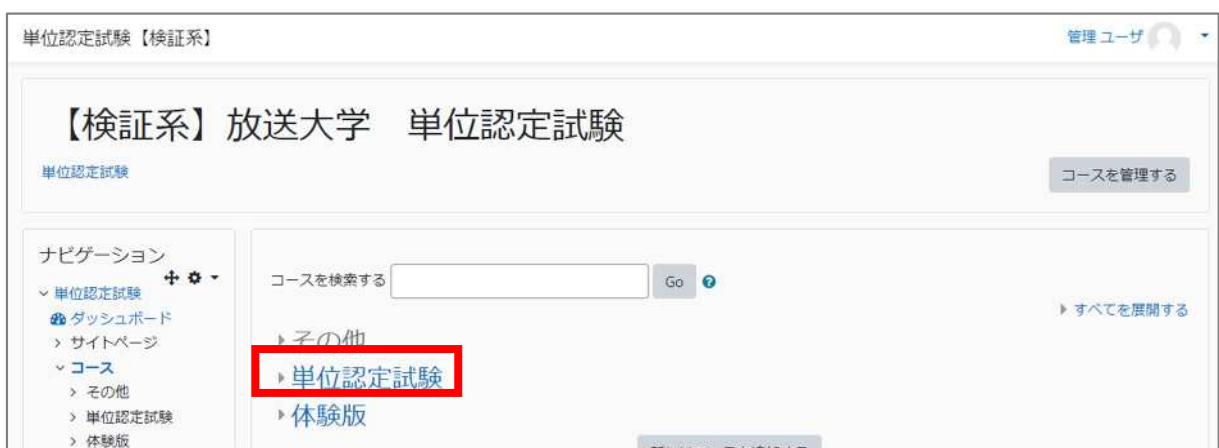 単位認定試験【検証系】
管理 ユーザ
【検証系】放送大学　単位認定試験
単位認定試験
コースを管理する
ナビゲーション
単位認定試験
ダッシュボード
サイトページ
コース
その他
単位認定試験
体験版
コースを検索する
Go
すべてを展開する
その他
単位認定試験
体験版